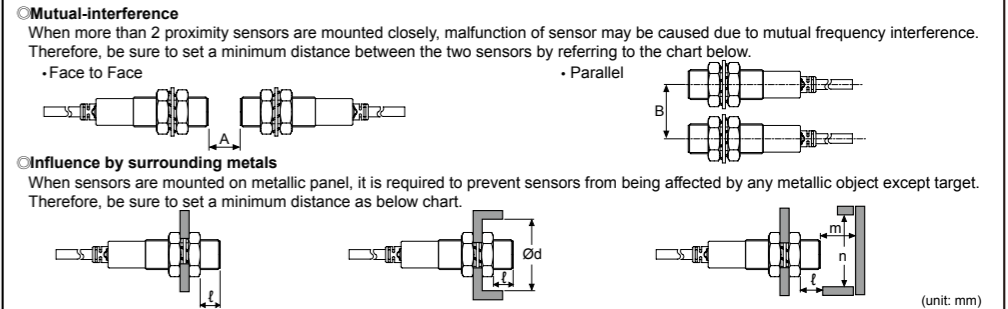 ◎Mutual-interference
When more than 2 proximity sensors are mounted closely, malfunction of sensor may be caused due to mutual frequency interference.
Therefore, be sure to set a minimum distance between the two sensors by referring to the chart below.
•Face to Face
• Parallel
A
B
◎Influence by surrounding metals
When sensors are mounted on metallic panel, it is required to prevent sensors from being affected by any metallic object except target.
Therefore, be sure to set a minimum distance as below chart.
ℓ
Ød
ℓ
m
n
ℓ
(unit: mm)